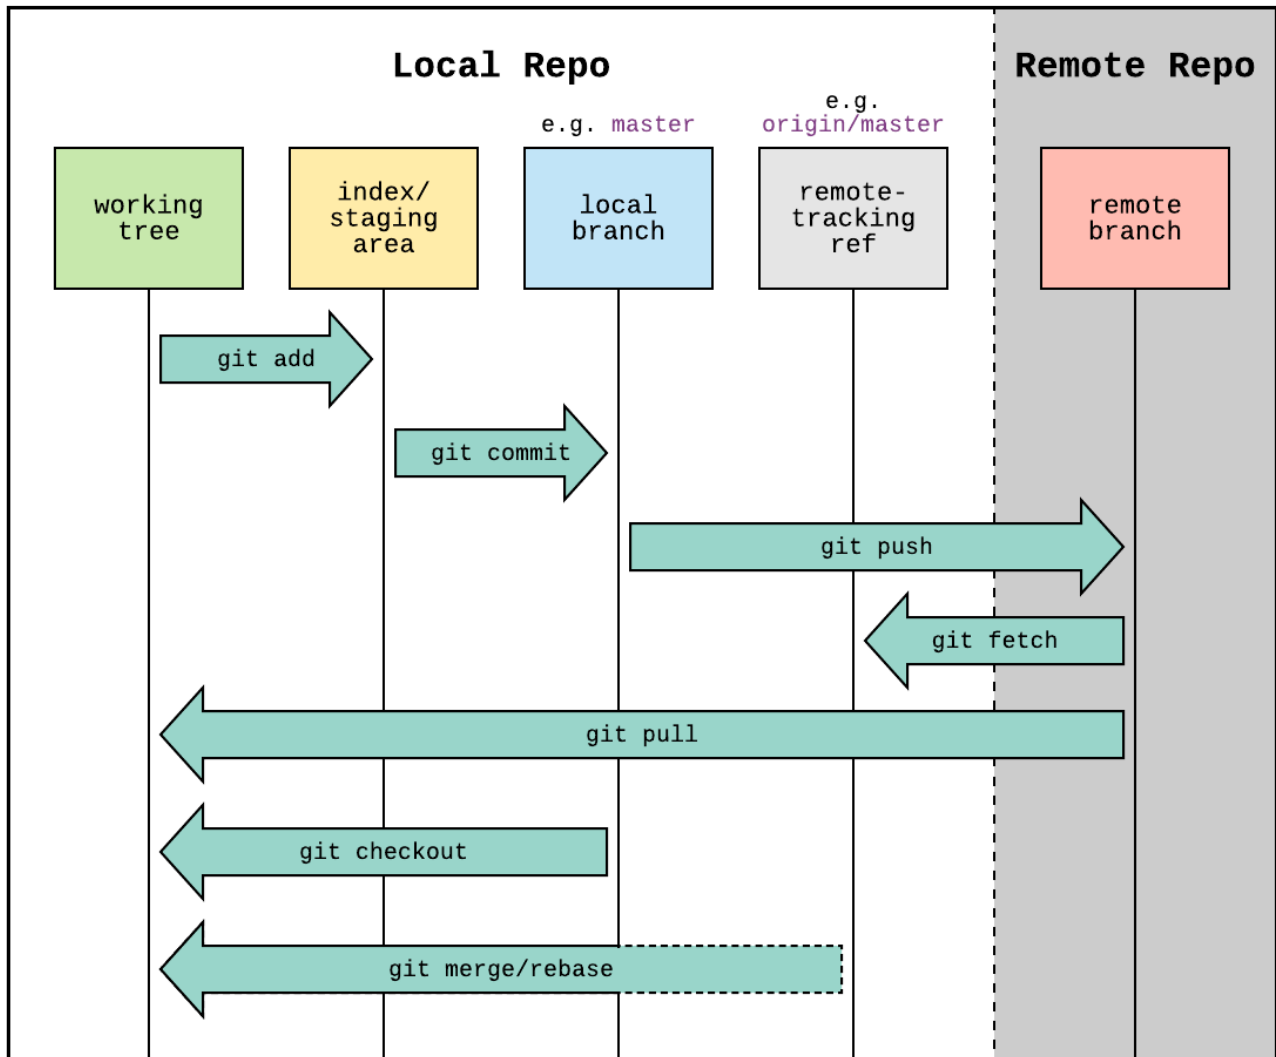 Local Repo
Remote Repo
e.g. master
e.g.
origin/master
working
tree
index/
staging
area
local
branch
remote-
tracking
ref
remote
branch
git add
git commit
git push
git fetch
git pull
git checkout
git merge/rebase